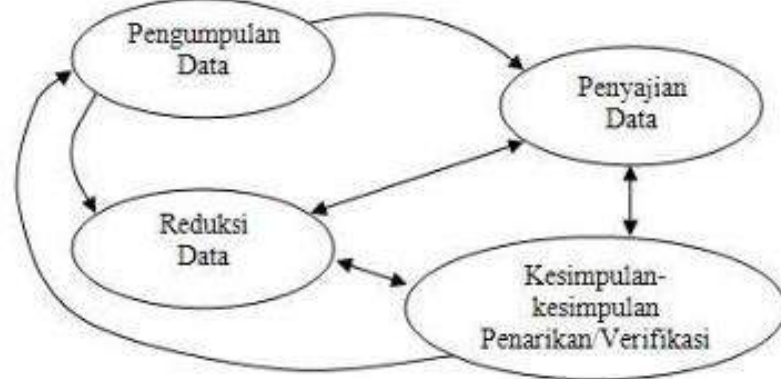 Pengumpulan
Data
Penyajian
Data
Reduksi
Data
Kesimpulan-
kesimpulan
Penarikan/Verifikasi